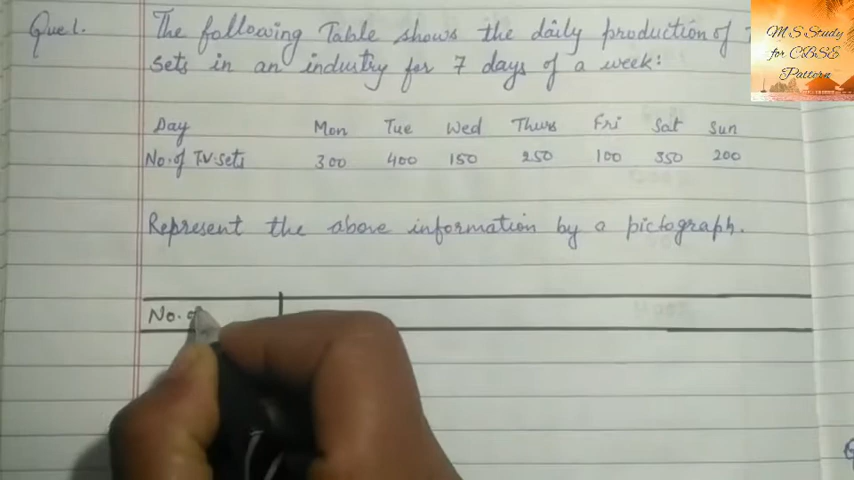 Que 1. The following Table shows the daily production of
sets in an industry for 7 days of a week:
Day Mon Tue Wed Thurs Fri Sat Sun
No. of T.V. sets 300 400 150 250 100 350 200
Represent the above information by a pictograph.
No. o
M S Study
for CBSE
Pattern